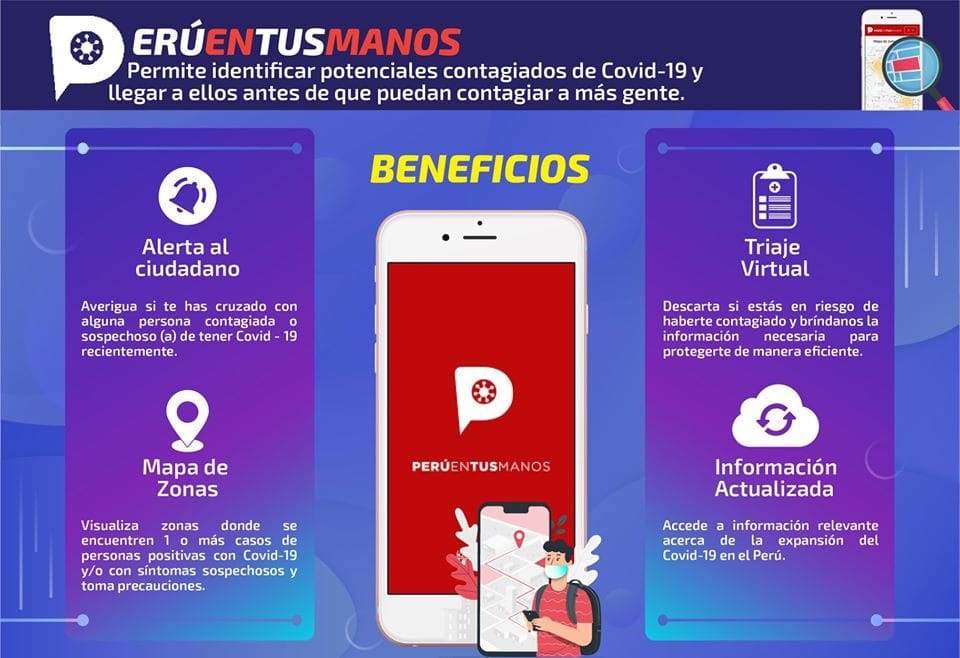 PERÚENTUSMANOS
Permite identificar potenciales contagiados de Covid-19 y
llegar a ellos antes de que puedan contagiar a más gente.
BENEFICIOS
Alerta al
ciudadano
Averigua si te has cruzado con
alguna persona contagiada o
sospechoso (a) de tener Covid - 19
recientemente.
Mapa de
Zonas
Visualiza zonas donde se
encuentren 1 o más casos de
personas positivas con Covid-19
y/o con síntomas sospechosos y
toma precauciones.
PERÚENTUSMANOS
Triaje
Virtual
Descarta si estás en riesgo de
haberte contagiado y bríndanos la
información necesaria para
protegerte de manera eficiente.
Información
Actualizada
Accede a información relevante
acerca de la expansión del
Covid-19 en el Perú.